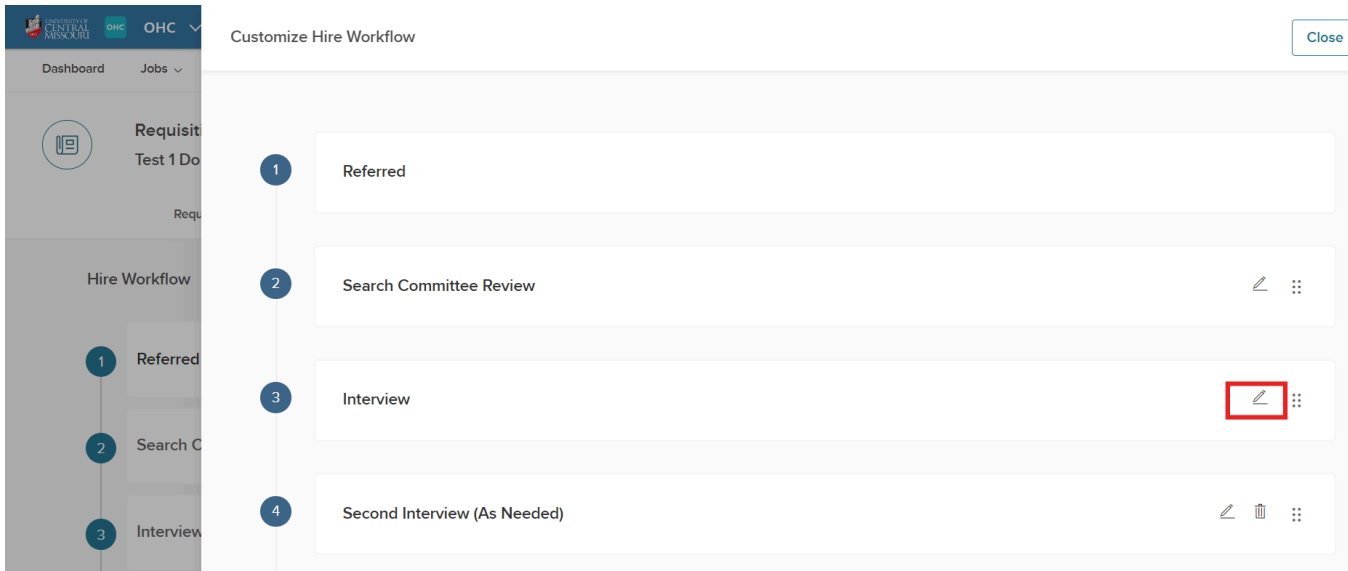 UNIVERSITY OF
CENTRAL
MISSOURI
OHC
OHC
Dashboard
Jobs
Requisiti
Test 1 Do
Requ
Hire Workflow
1
Referred
2
Search C
3
Interview
Customize Hire Workflow
Close
1
Referred
2
Search Committee Review
3
Interview
4
Second Interview (As Needed)